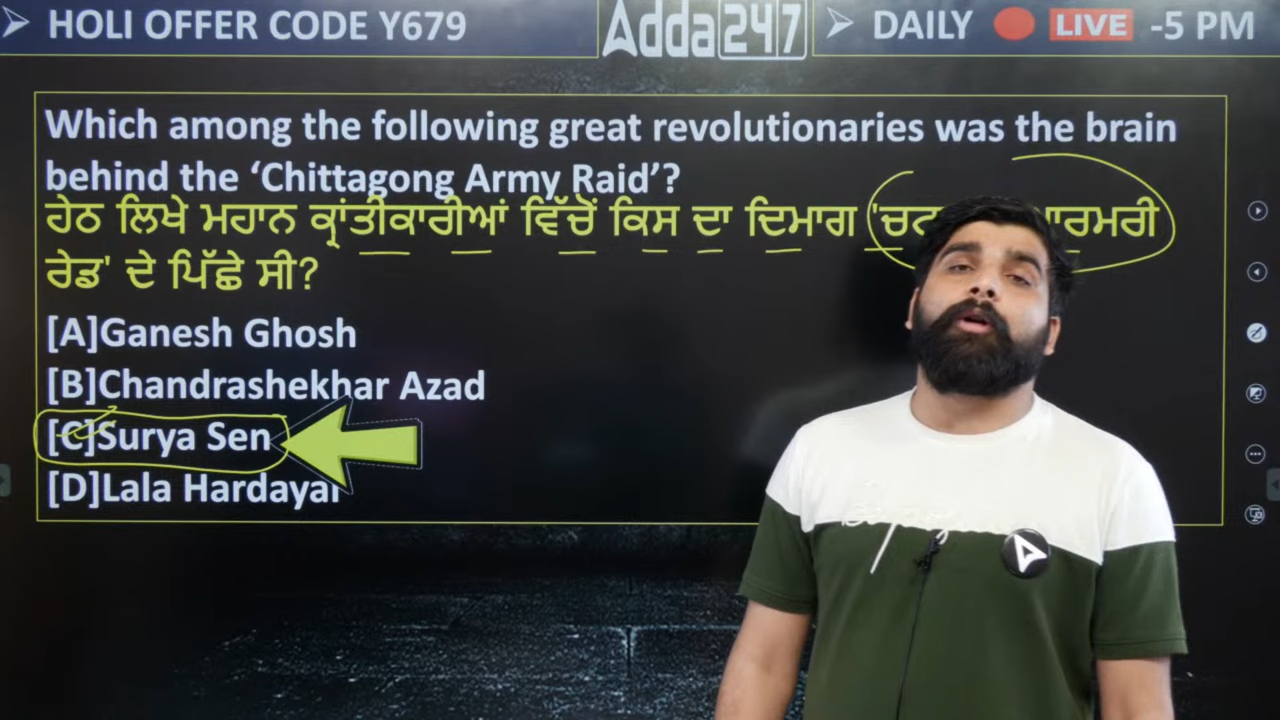 HOLI OFFER CODE Y679
Adda247
DAILY LIVE -5 PM
Which among the following great revolutionaries was the brain
behind the ‘Chittagong Army Raid’?
ਹੇਠ ਲਿਖੇ ਮਹਾਨ ਕ੍ਰਾਂਤੀਕਾਰੀਆਂ ਵਿੱਚੋਂ ਕਿਸ ਦਾ ਦਿਮਾਗ
ਰੇਡ' ਦੇ ਪਿੱਛੇ ਸੀ?
[A]Ganesh Ghosh
[B]Chandrashekhar Azad
[C]Surya Sen
[D]Lala Hardayal